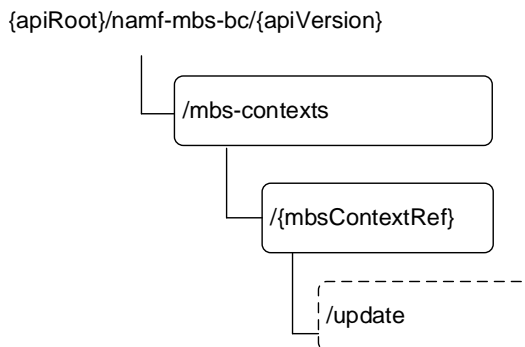 {apiRoot}/namf-mbs-bc/{apiVersion}
/mbs-contexts
/{mbsContextRef}
/update